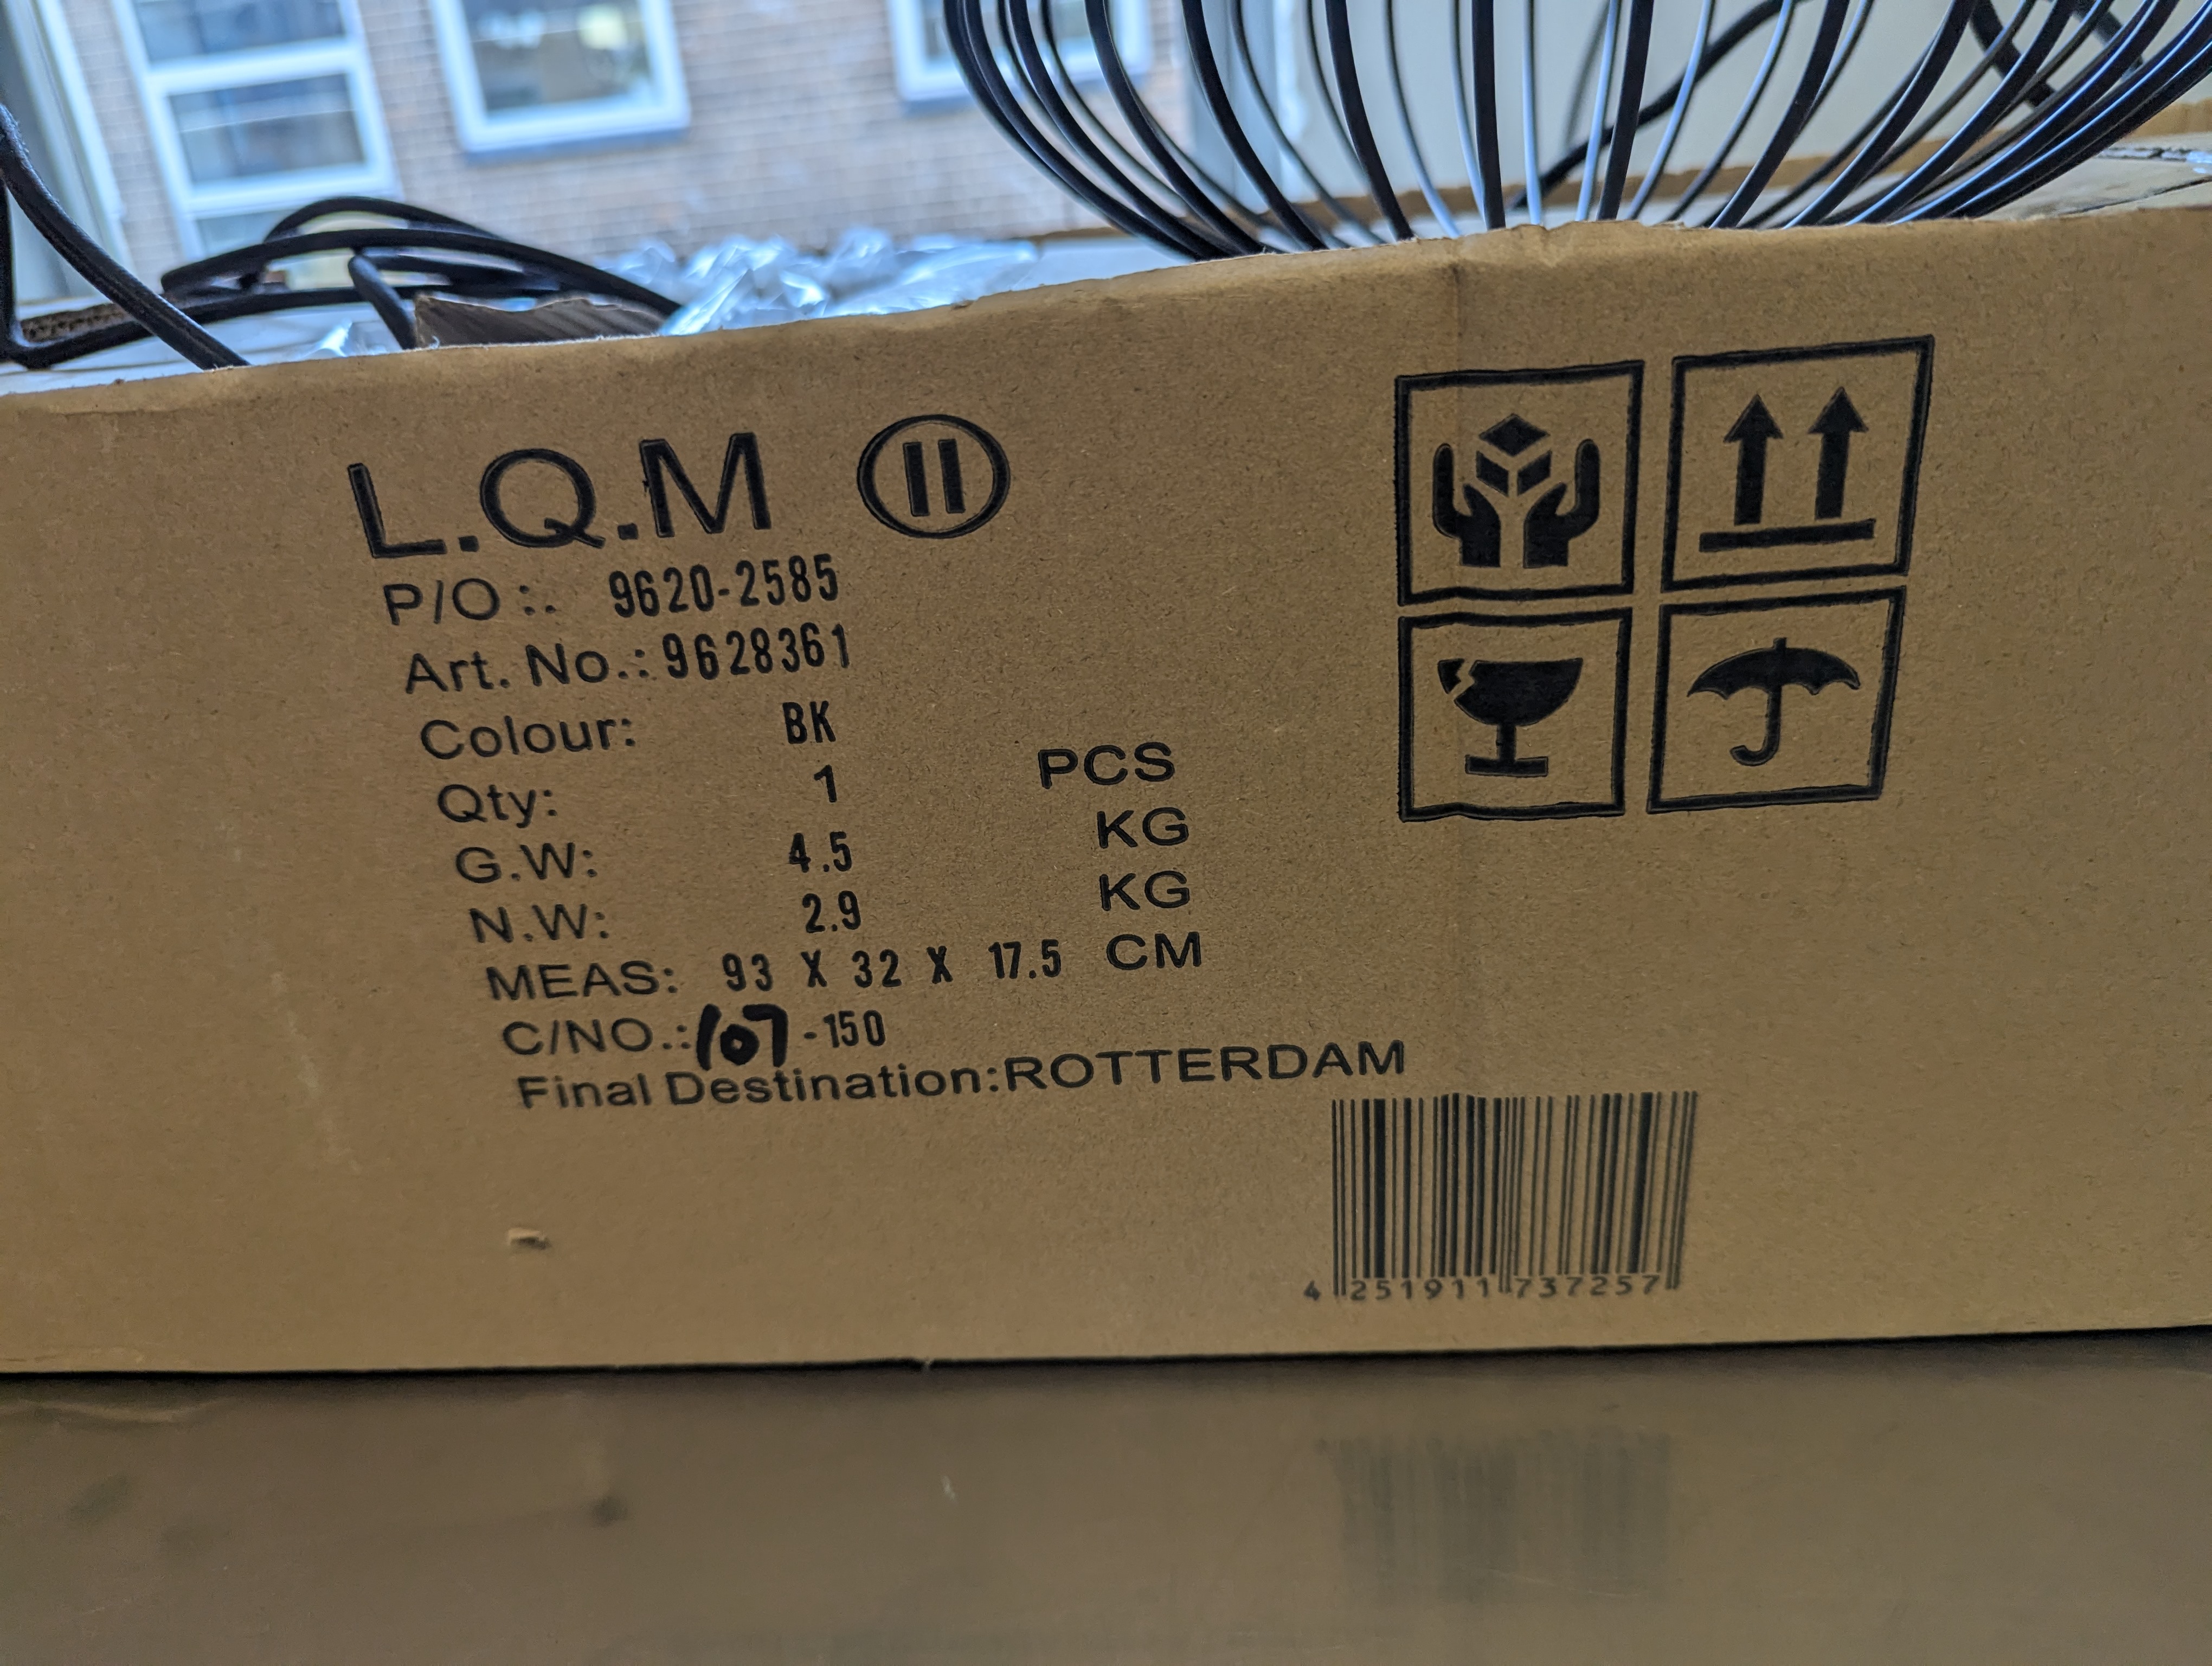 L.Q.M II
P/O :. 9620-2585
Art. No.: 9628361
Colour: BK
Qty: 1 PCS
G.W: 4.5 KG
N.W: 2.9 KG
MEAS: 93 X 32 X 17.5 CM
C/NO.: 107 -150
Final Destination:ROTTERDAM
4 251911 737257